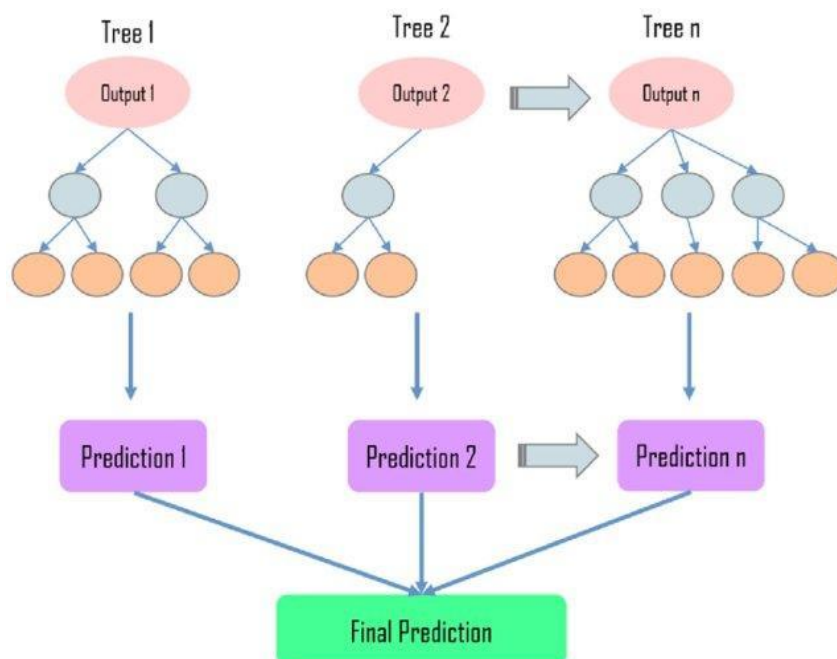 Tree 1
Tree 2
Tree n
Output 1
Output 2
Output n
Prediction 1
Prediction 2
Prediction n
Final Prediction